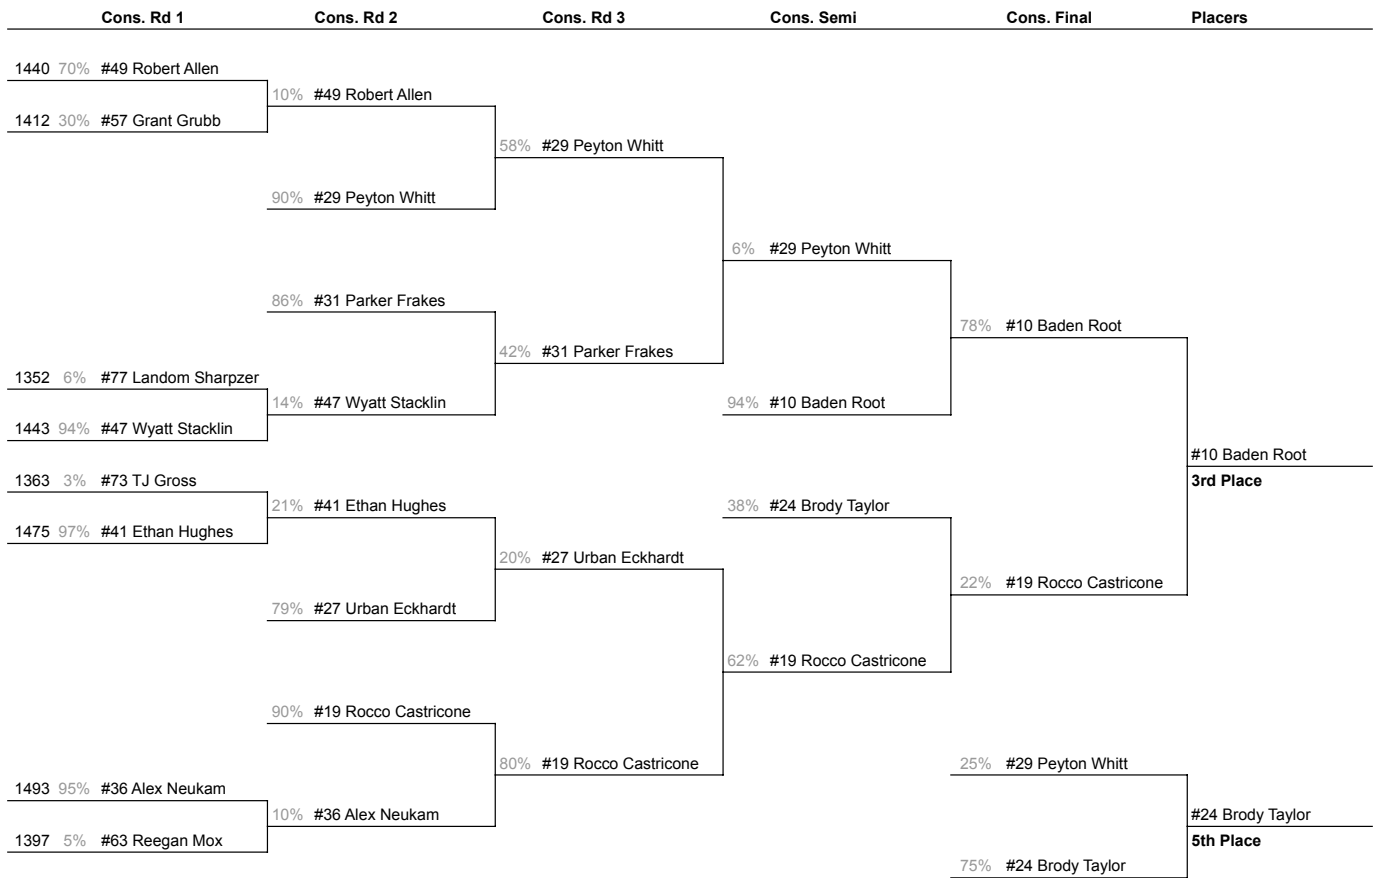 Cons. Rd 1 Cons. Rd 2 Cons. Rd 3 Cons. Semi Cons. Final Placers
1440 70% #49 Robert Allen
10% #49 Robert Allen
1412 30% #57 Grant Grubb
58% #29 Peyton Whitt
90% #29 Peyton Whitt
6% #29 Peyton Whitt
86% #31 Parker Frakes
78% #10 Baden Root
42% #31 Parker Frakes
1352 6% #77 Landom Sharpzer
14% #47 Wyatt Stacklin
94% #10 Baden Root
1443 94% #47 Wyatt Stacklin
#10 Baden Root
1363 3% #73 TJ Gross
3rd Place
21% #41 Ethan Hughes
38% #24 Brody Taylor
1475 97% #41 Ethan Hughes
20% #27 Urban Eckhardt
22% #19 Rocco Castricone
79% #27 Urban Eckhardt
62% #19 Rocco Castricone
90% #19 Rocco Castricone
80% #19 Rocco Castricone
25% #29 Peyton Whitt
1493 95% #36 Alex Neukam
10% #36 Alex Neukam
#24 Brody Taylor
1397 5% #63 Reegan Mox
5th Place
75% #24 Brody Taylor